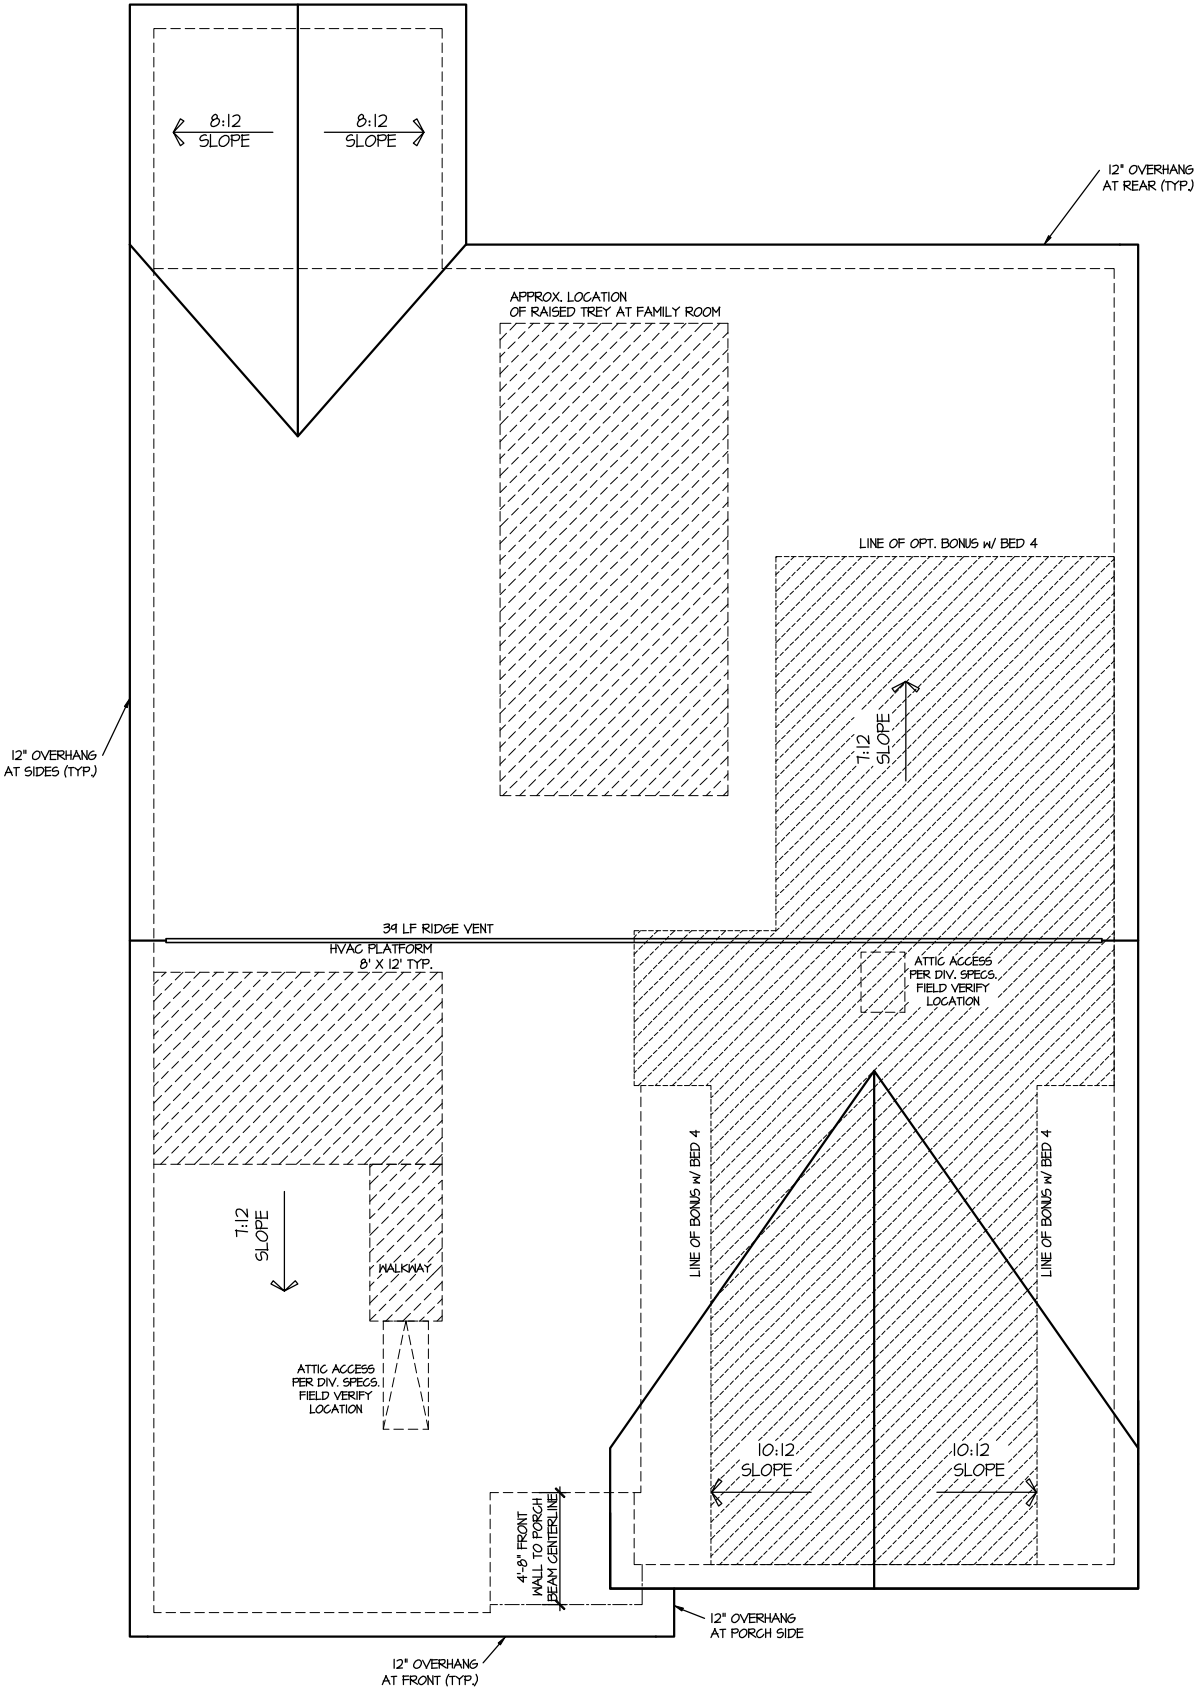 8:12
SLOPE
8:12
SLOPE
12" OVERHANG
AT REAR (TYP.)
APPROX. LOCATION
OF RAISED TREY AT FAMILY ROOM
LINE OF OPT. BONUS W/ BED 4
7:12
SLOPE
12" OVERHANG
AT SIDES (TYP.)
39 LF RIDGE VENT
HVAC PLATFORM
8' X 12' TYP.
ATTIC ACCESS
PER DIV. SPECS.
FIELD VERIFY
LOCATION
LINE OF BONUS W/ BED 4
LINE OF BONUS W/ BED 4
7:12
SLOPE
WALKWAY
ATTIC ACCESS
PER DIV. SPECS.
FIELD VERIFY
LOCATION
10:12
SLOPE
10:12
SLOPE
4'-8" FRONT
WALL TO PORCH
BEAM CENTERLINE
12" OVERHANG
AT PORCH SIDE
12" OVERHANG
AT FRONT (TYP.)